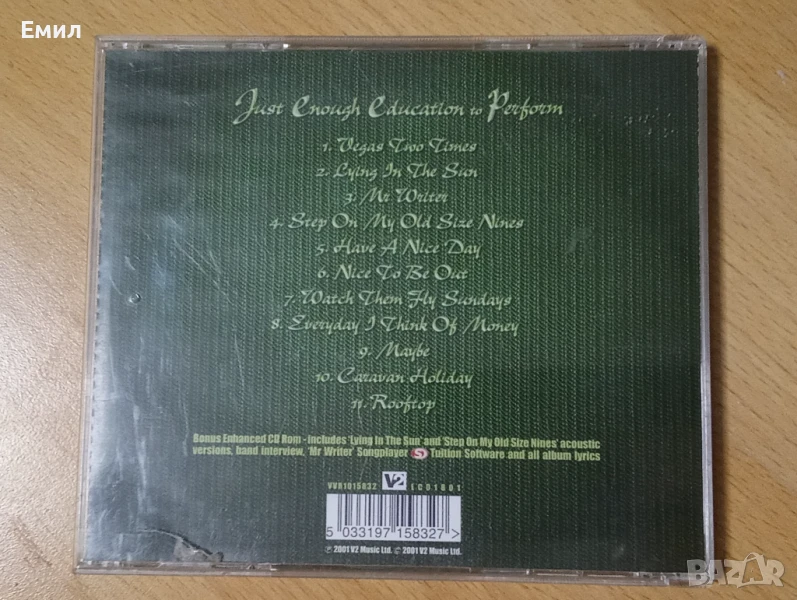 Емил
Just Enough Education to Perform
1. Vegas Two Times
2. Lying In The Sun
3. Mr Writer
4. Step On My Old Size Nines
5. Have A Nice Day
6. Nice To Be Out
7. Watch Them Fly Sundays
8. Everyday I Think Of Money
9. Maybe
10. Caravan Holiday
11. Rooftop
Bonus Enhanced CD Rom - includes 'Lying In The Sun' and 'Step On My Old Size Nines' acoustic
versions, band interview, 'Mr Writer' Songplayer S Tuition Software and all album lyrics
VVR1015832 V2 LC01801
5 033197 158327 >
℗ 2001 V2 Music Ltd. © 2001 V2 Music Ltd.
BAZAR